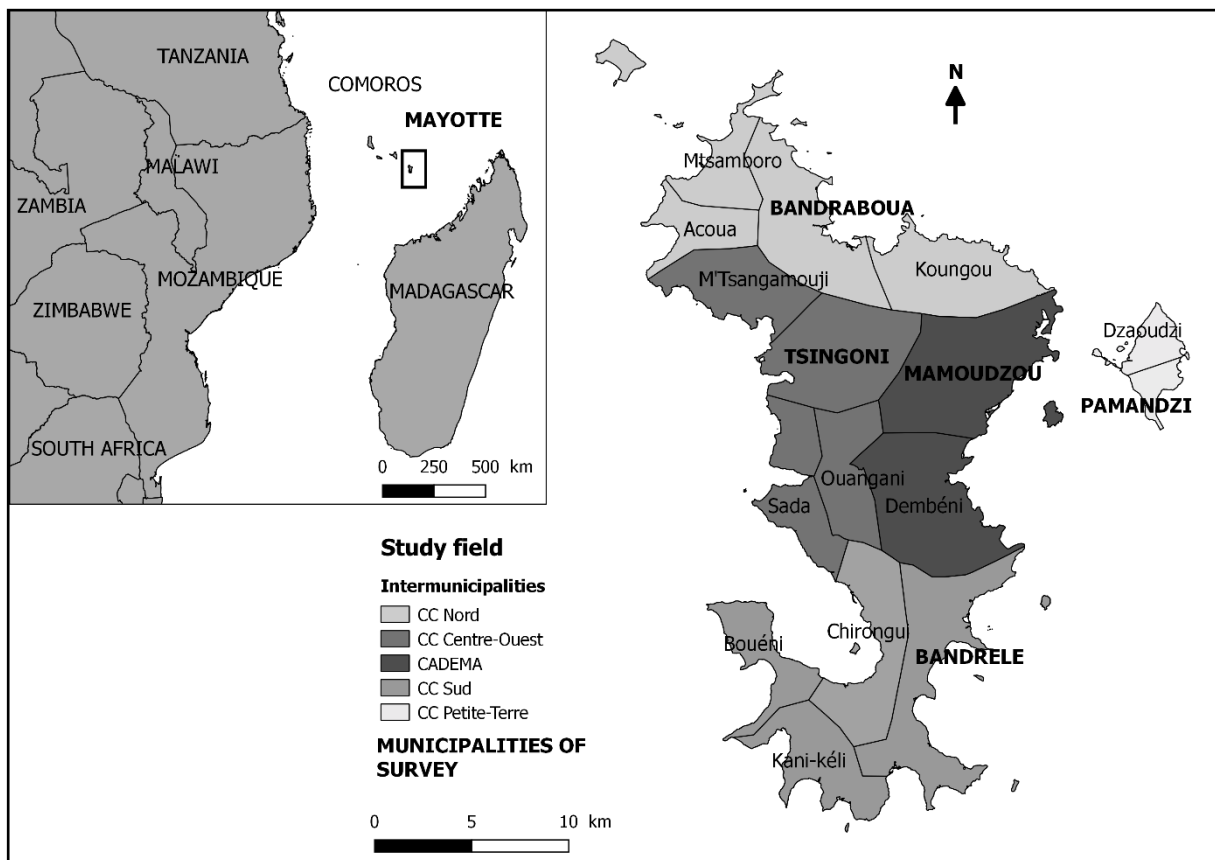 TANZANIA
COMOROS
MAYOTTE
MALAWI
ZAMBIA
MOZAMBIQUE
ZIMBABWE
MADAGASCAR
SOUTH AFRICA
0 250 500 km
N
Mtsamboro
BANDRABOUA
Acoua
Koungou
M'Tsangamouji
Dzaoudzi
TSINGONI
MAMOUDZOU
PAMANDZI
Ouangani
Sada
Dembéni
Chirongui
Bouéni
BANDRELE
Kani-kéli
Study field
Intermunicipalities
CC Nord
CC Centre-Ouest
CADEMA
CC Sud
CC Petite-Terre
MUNICIPALITIES OF
SURVEY
0 5 10 km